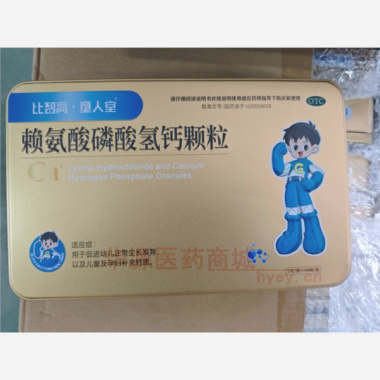 比智高·童人堂
请仔细阅读说明书并按说明使用或在药师指导下购买和使用
OTC
赖氨酸磷酸氢钙颗粒
Ca
Lysine Hydrochloride and Calcium
Hydrogen Phosphate Granules
适应症:
用于促进幼儿正常生长发育,
以及儿童及孕妇补充钙质。
医药商城
hyey.cn